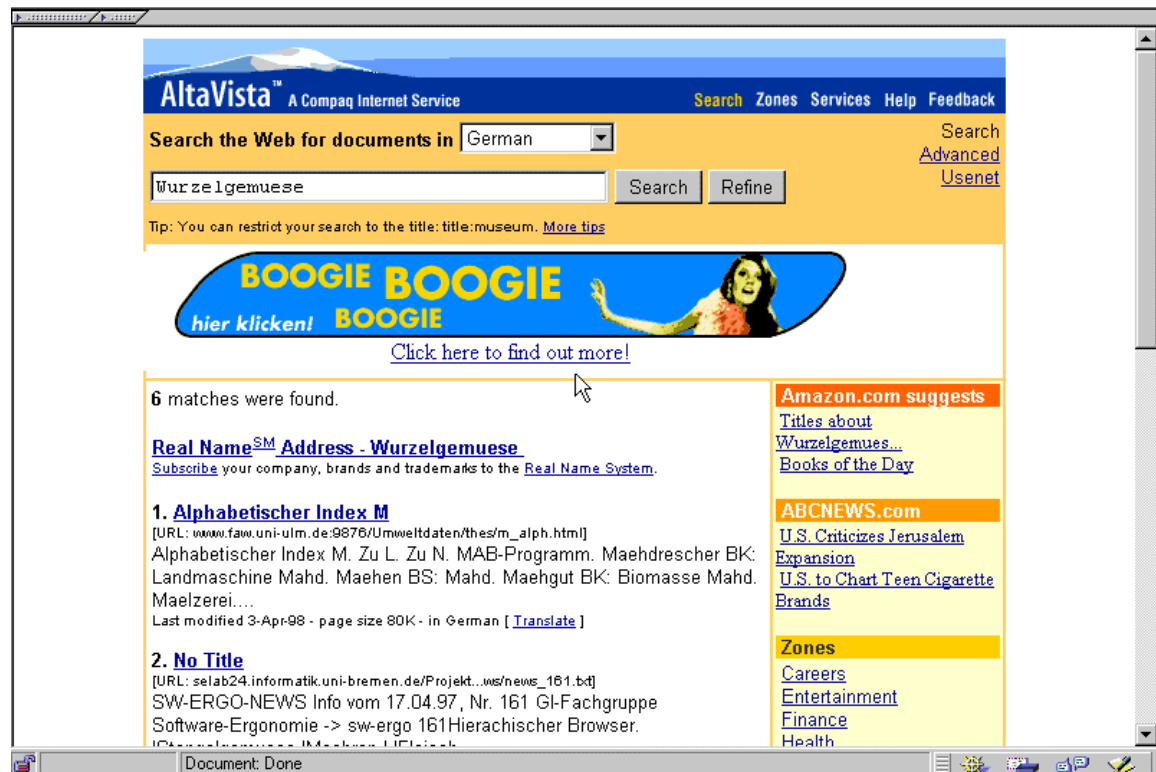 AltaVista™ A Compaq Internet Service
Search Zones Services Help Feedback
Search the Web for documents in German
Search
Advanced
Usenet
Wurzelgemuese Search Refine
Tip: You can restrict your search to the title: title:museum. More tips
BOOGIE BOOGIE
hier klicken! BOOGIE
Click here to find out more!
6 matches were found.
Real Name SM Address - Wurzelgemuese
Subscribe your company, brands and trademarks to the Real Name System.
1. Alphabetischer Index M
[URL: www.faw.uni-ulm.de:9876/Umweltdaten/thes/m_alph.html]
Alphabetischer Index M. Zu L. Zu N. MAB-Programm. Maehdrescher BK:
Landmaschine Mahd. Maehen BS: Mahd. Maehgut BK: Biomasse Mahd.
Maelzerei....
Last modified 3-Apr-98 - page size 80K - in German [ Translate ]
2. No Title
[URL: selab24.informatik.uni-bremen.de/Projekt...ws/news_161.txt]
SW-ERGO-NEWS Info vom 17.04.97, Nr. 161 GI-Fachgruppe
Software-Ergonomie -> sw-ergo 161Hierachischer Browser.
Amazon.com suggests
Titles about
Wurzelgemues...
Books of the Day
ABCNEWS.com
U.S. Criticizes Jerusalem
Expansion
U.S. to Chart Teen Cigarette
Brands
Zones
Careers
Entertainment
Finance
Health
Document: Done